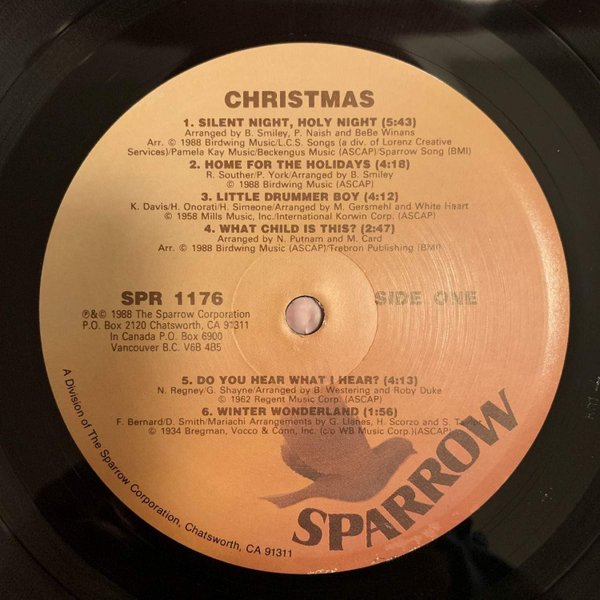 CHRISTMAS
1. SILENT NIGHT, HOLY NIGHT (5:43)
Arranged by B. Smiley, P. Naish and BeBe Winans
Arr. © 1988 Birdwing Music/L.C.S. Songs (a div. of Lorenz Creative
Services)/Pamela Kay Music/Beckengus Music (ASCAP)/Sparrow Song (BMI)
2. HOME FOR THE HOLIDAYS (4:18)
R. Souther/P. York/Arranged by B. Smiley
© 1988 Birdwing Music (ASCAP)
3. LITTLE DRUMMER BOY (4:12)
K. Davis/H. Onorati/H. Simeone/Arranged by M. Gersmehl and White Heart
© 1958 Mills Music, Inc./International Korwin Corp. (ASCAP)
4. WHAT CHILD IS THIS? (2:47)
Arranged by N. Putnam and M. Card
Arr. © 1988 Birdwing Music (ASCAP)/Trebron Publishing (BMI)
SPR 1176
SIDE ONE
℗&© 1988 The Sparrow Corporation
P.O. Box 2120 Chatsworth, CA 91311
In Canada P.O. Box 6900
Vancouver B.C. V6B 4B5
5. DO YOU HEAR WHAT I HEAR? (4:13)
N. Regney/G. Shayne/Arranged by B. Westering and Roby Duke
© 1962 Regent Music Corp. (ASCAP)
6. WINTER WONDERLAND (1:56)
F. Bernard/D. Smith/Mariachi Arrangements by G. Llanes, H. Scorzo and S.
© 1934 Bregman, Vocco & Conn, Inc. (c/o WB Music Corp.)(ASCAP)
SPARROW
A Division of The Sparrow Corporation, Chatsworth, CA 91311